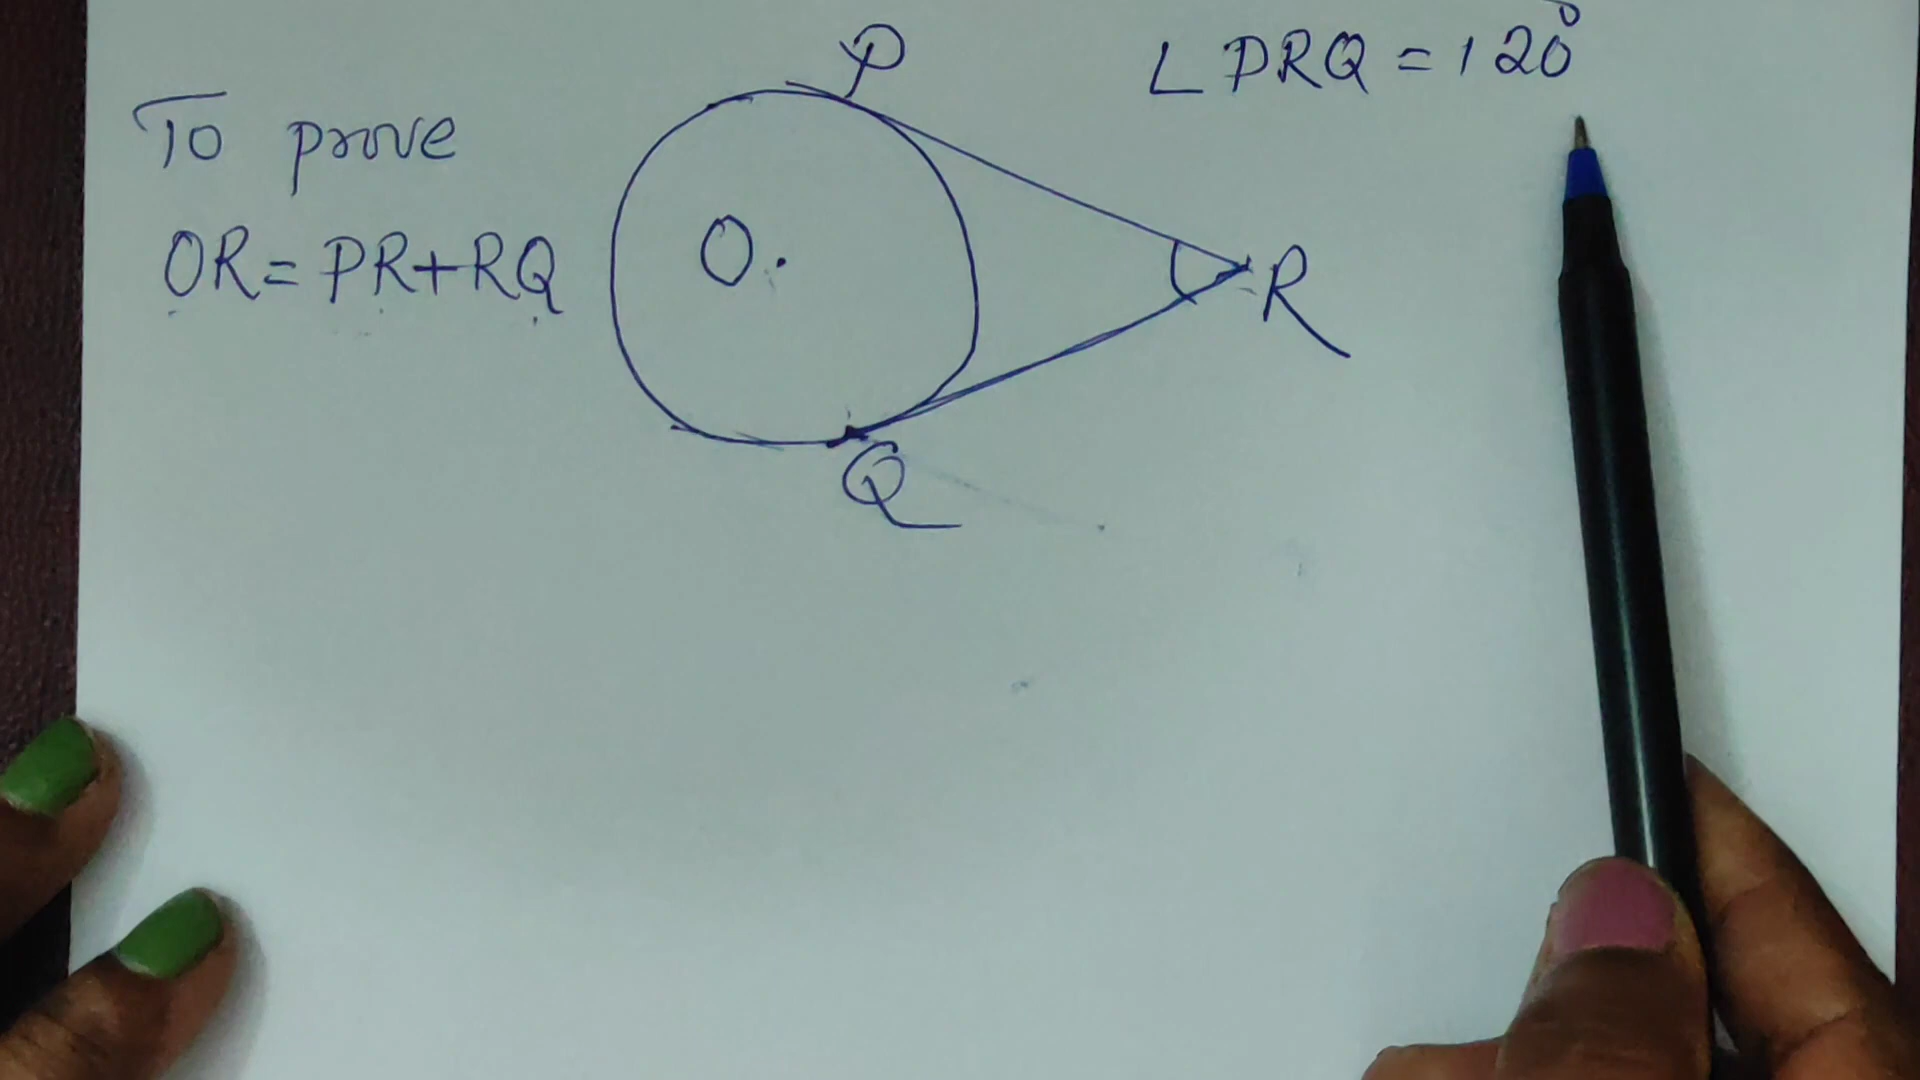 P
∠PRQ = 120°
To prove
OR = PR + RQ
O.
R
Q